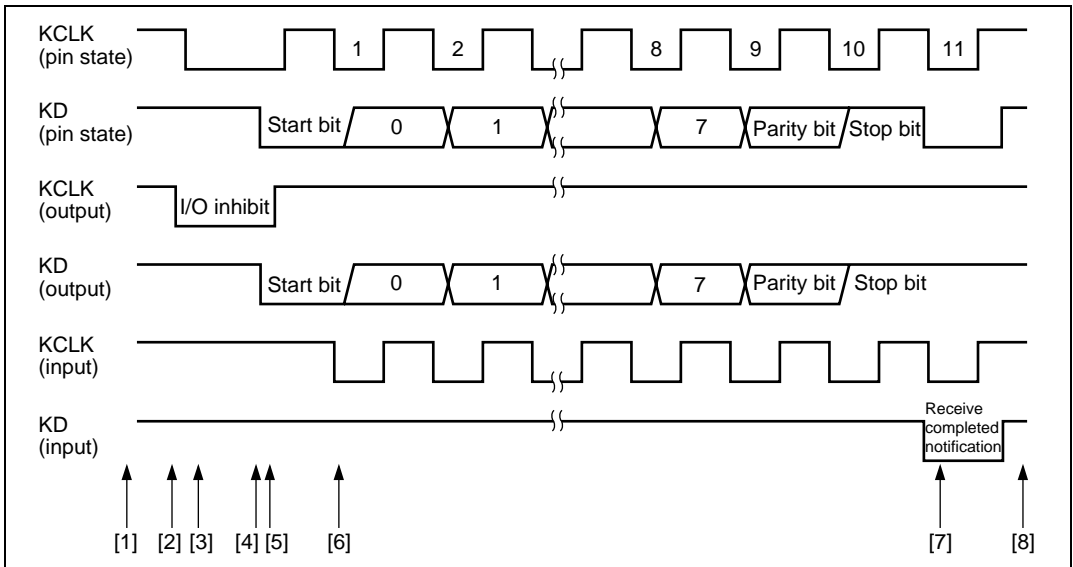 KCLK
(pin state)
1 2 8 9 10 11
KD
(pin state)
Start bit 0 1 7 Parity bit Stop bit
KCLK
(output)
I/O inhibit
KD
(output)
Start bit 0 1 7 Parity bit Stop bit
KCLK
(input)
KD
(input)
Receive
completed
notification
[1] [2] [3] [4] [5] [6] [7] [8]